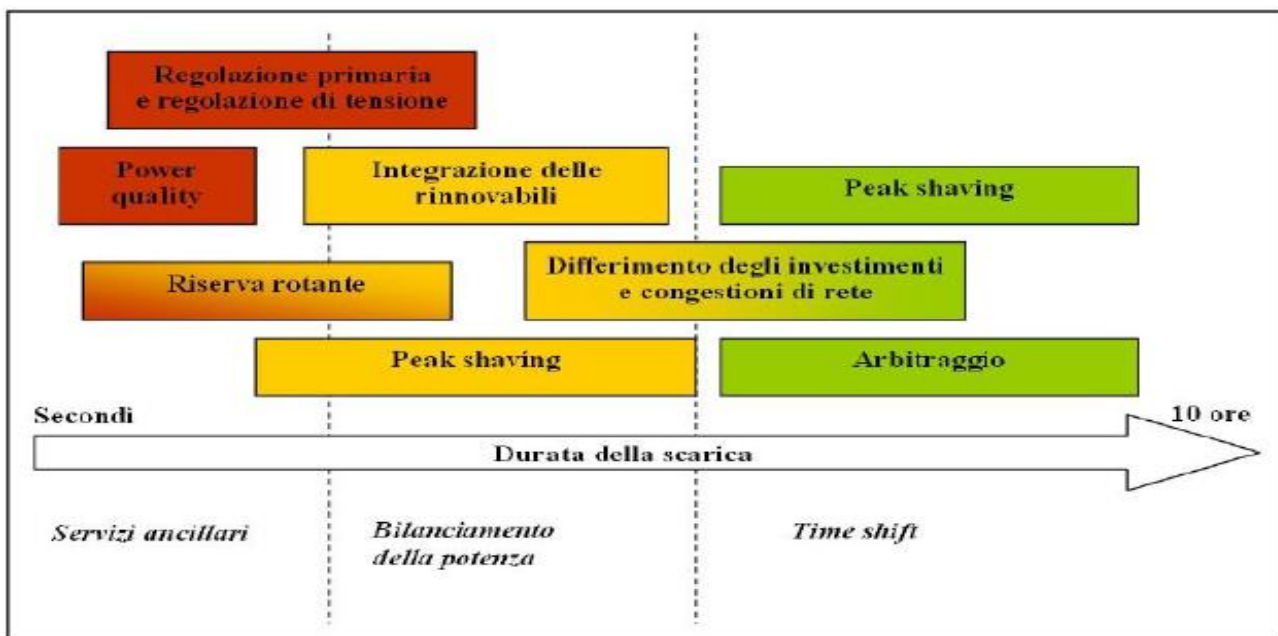 Regolazione primaria
e regolazione di tensione
Power
quality
Integrazione delle
rinnovabili
Peak shaving
Riserva rotante
Differimento degli investimenti
e congestioni di rete
Peak shaving
Arbitraggio
Secondi
10 ore
Durata della scarica
Servizi ancillari
Bilanciamento
della potenza
Time shift